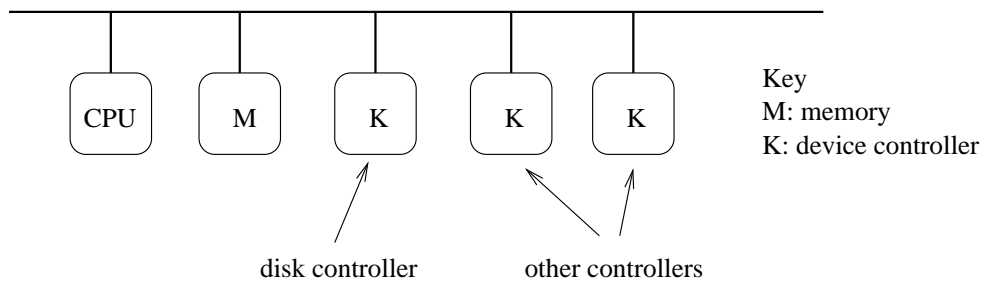 CPU
M
K
K
K
Key
M: memory
K: device controller
disk controller
other controllers